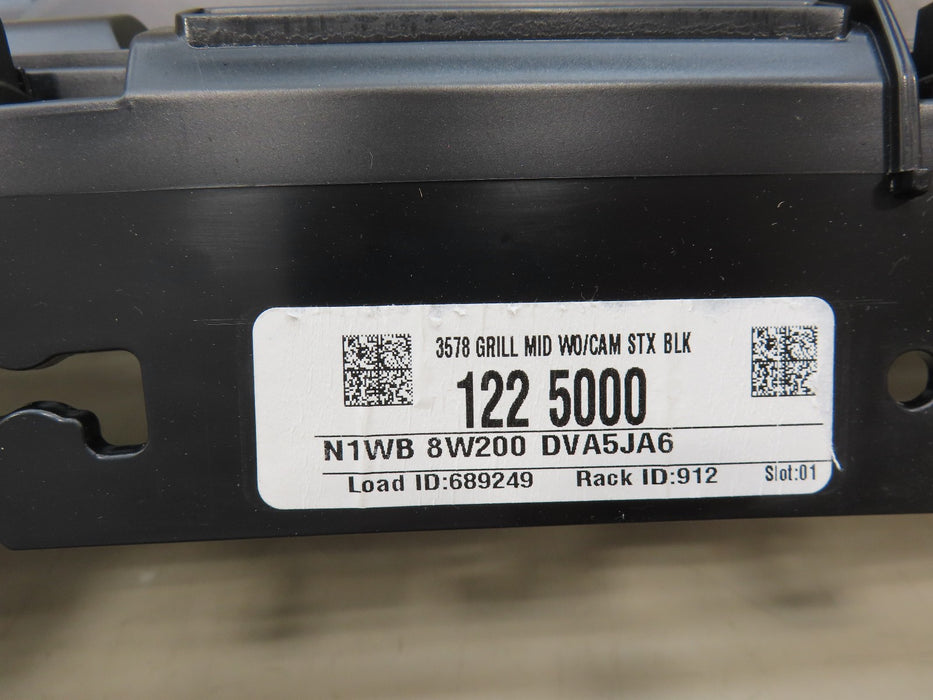 3578 GRILL MID WO/CAM STX BLK
122 5000
N1WB 8W200 DVA5JA6
Load ID:689249 Rack ID:912 Slot:01